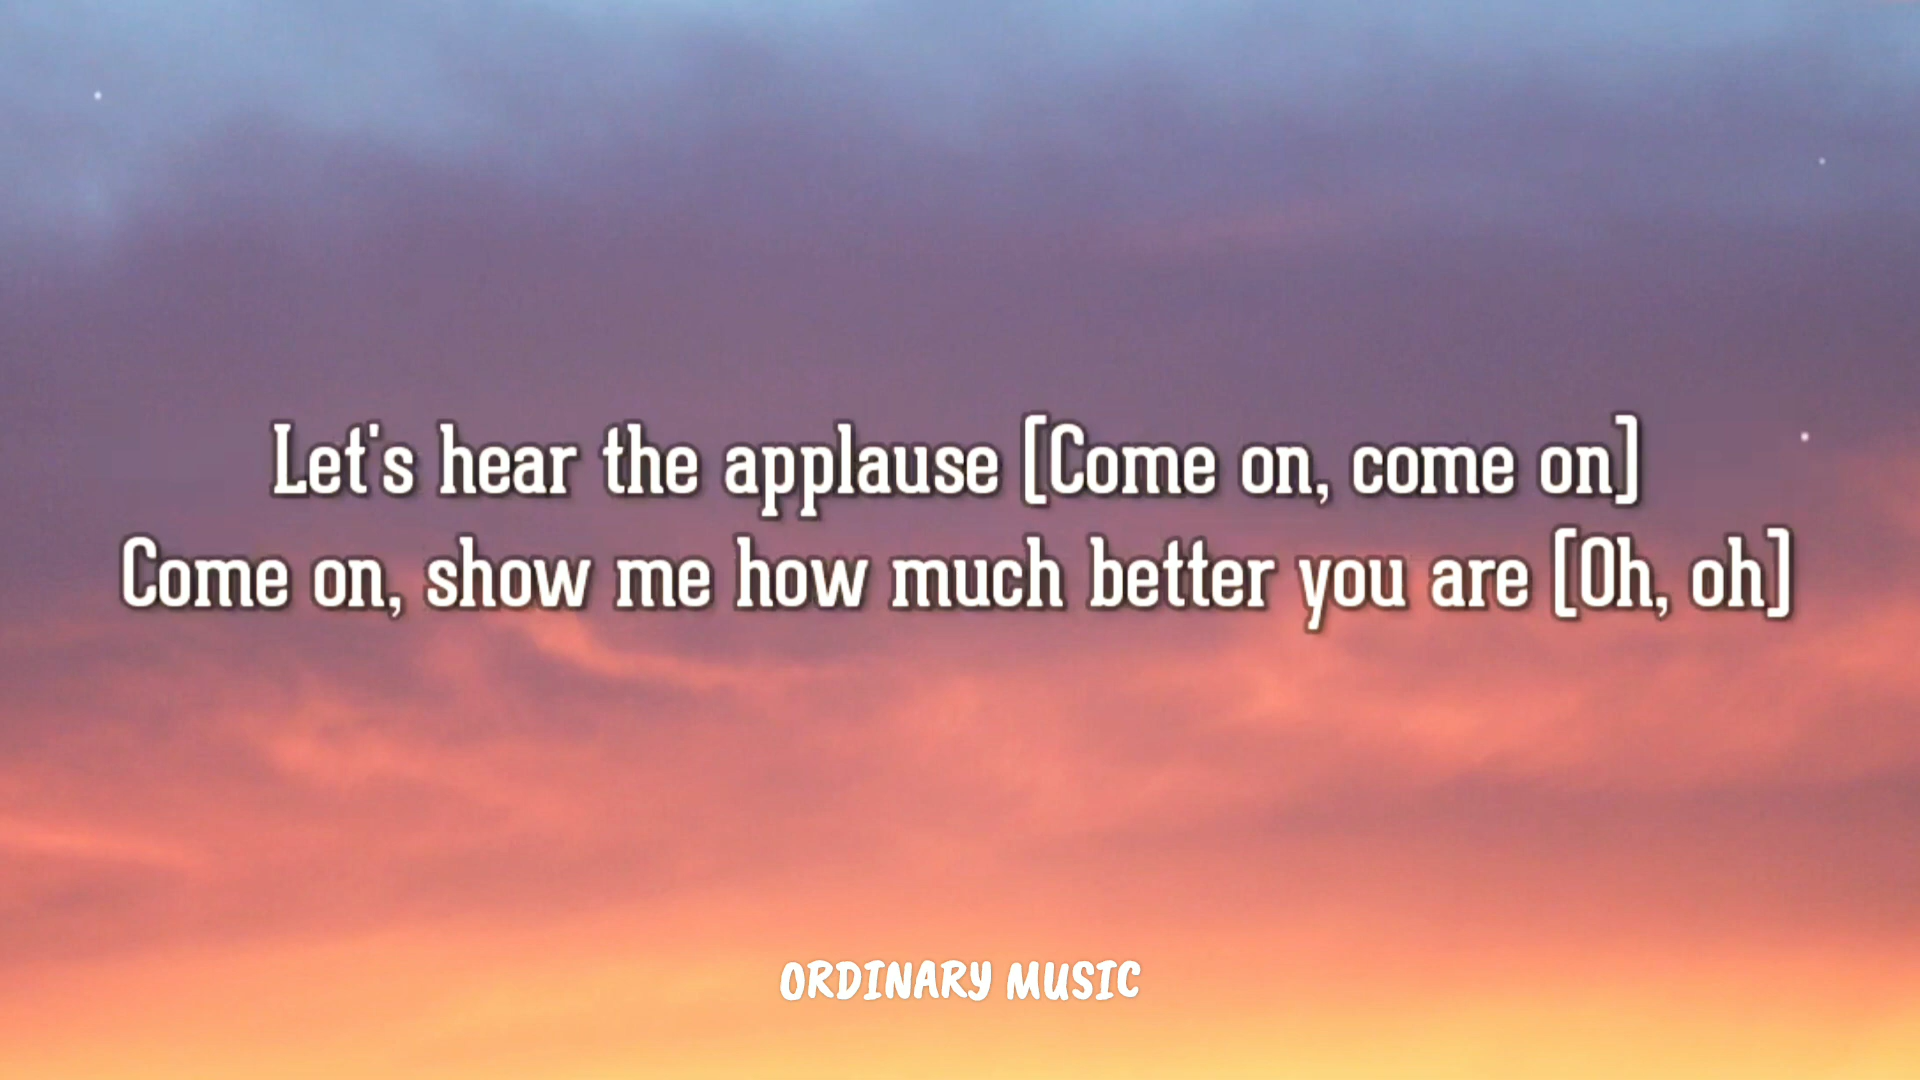 Let's hear the applause [Come on, come on]
Come on, show me how much better you are [Oh, oh]
ORDINARY MUSIC